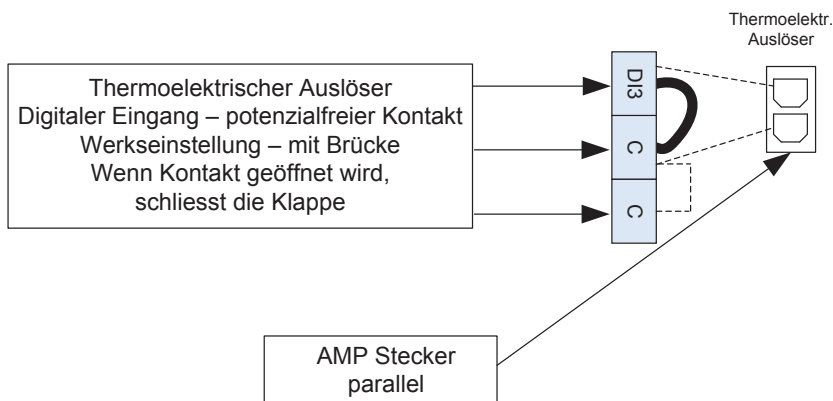 Thermoelektr.
Auslöser
Thermoelektrischer Auslöser
Digitaler Eingang – potenzialfreier Kontakt
Werkseinstellung – mit Brücke
Wenn Kontakt geöffnet wird,
schliesst die Klappe
DI3
C
C
AMP Stecker
parallel